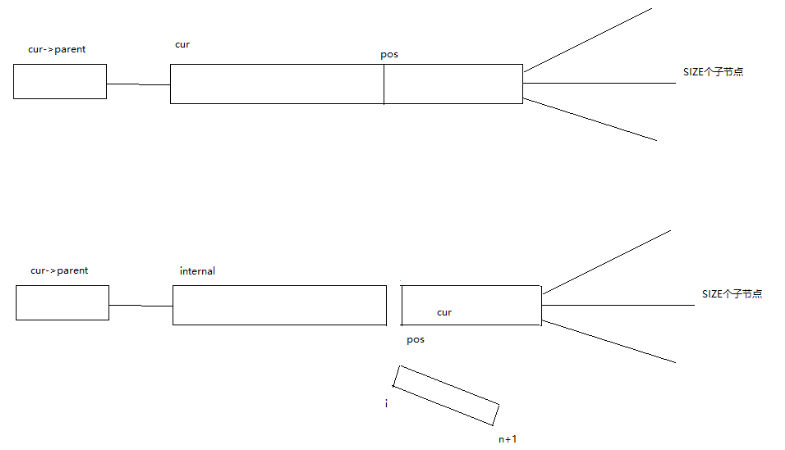 cur->parent
cur
pos
SIZE个子节点
cur->parent
internal
SIZE个子节点
cur
pos
i
n+1